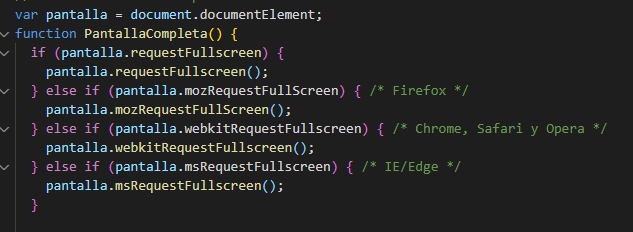 var pantalla = document.documentElement;
function PantallaCompleta() {
if (pantalla.requestFullscreen) {
pantalla.requestFullscreen();
} else if (pantalla.mozRequestFullScreen) { /* Firefox */
pantalla.mozRequestFullScreen();
} else if (pantalla.webkitRequestFullscreen) { /* Chrome, Safari y Opera */
pantalla.webkitRequestFullscreen();
} else if (pantalla.msRequestFullscreen) { /* IE/Edge */
pantalla.msRequestFullscreen();
}